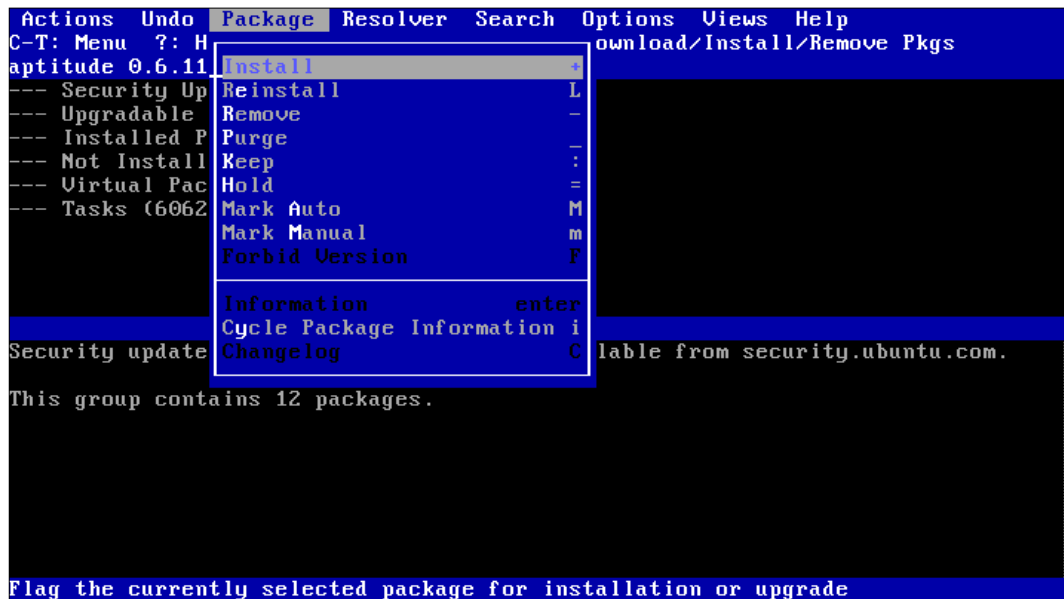 Actions Undo Package Resolver Search Options Views Help
C-T: Menu ?: H ownload/Install/Remove Pkgs
aptitude 0.6.11
Install +
--- Security Up Reinstall L
--- Upgradable Remove -
--- Installed P Purge _
--- Not Install Keep :
--- Virtual Pac Hold =
--- Tasks (6062 Mark Auto M
Mark Manual m
Forbid Version F
Information enter
Cycle Package Information i
Security update Changelog C lable from security.ubuntu.com.
This group contains 12 packages.
Flag the currently selected package for installation or upgrade